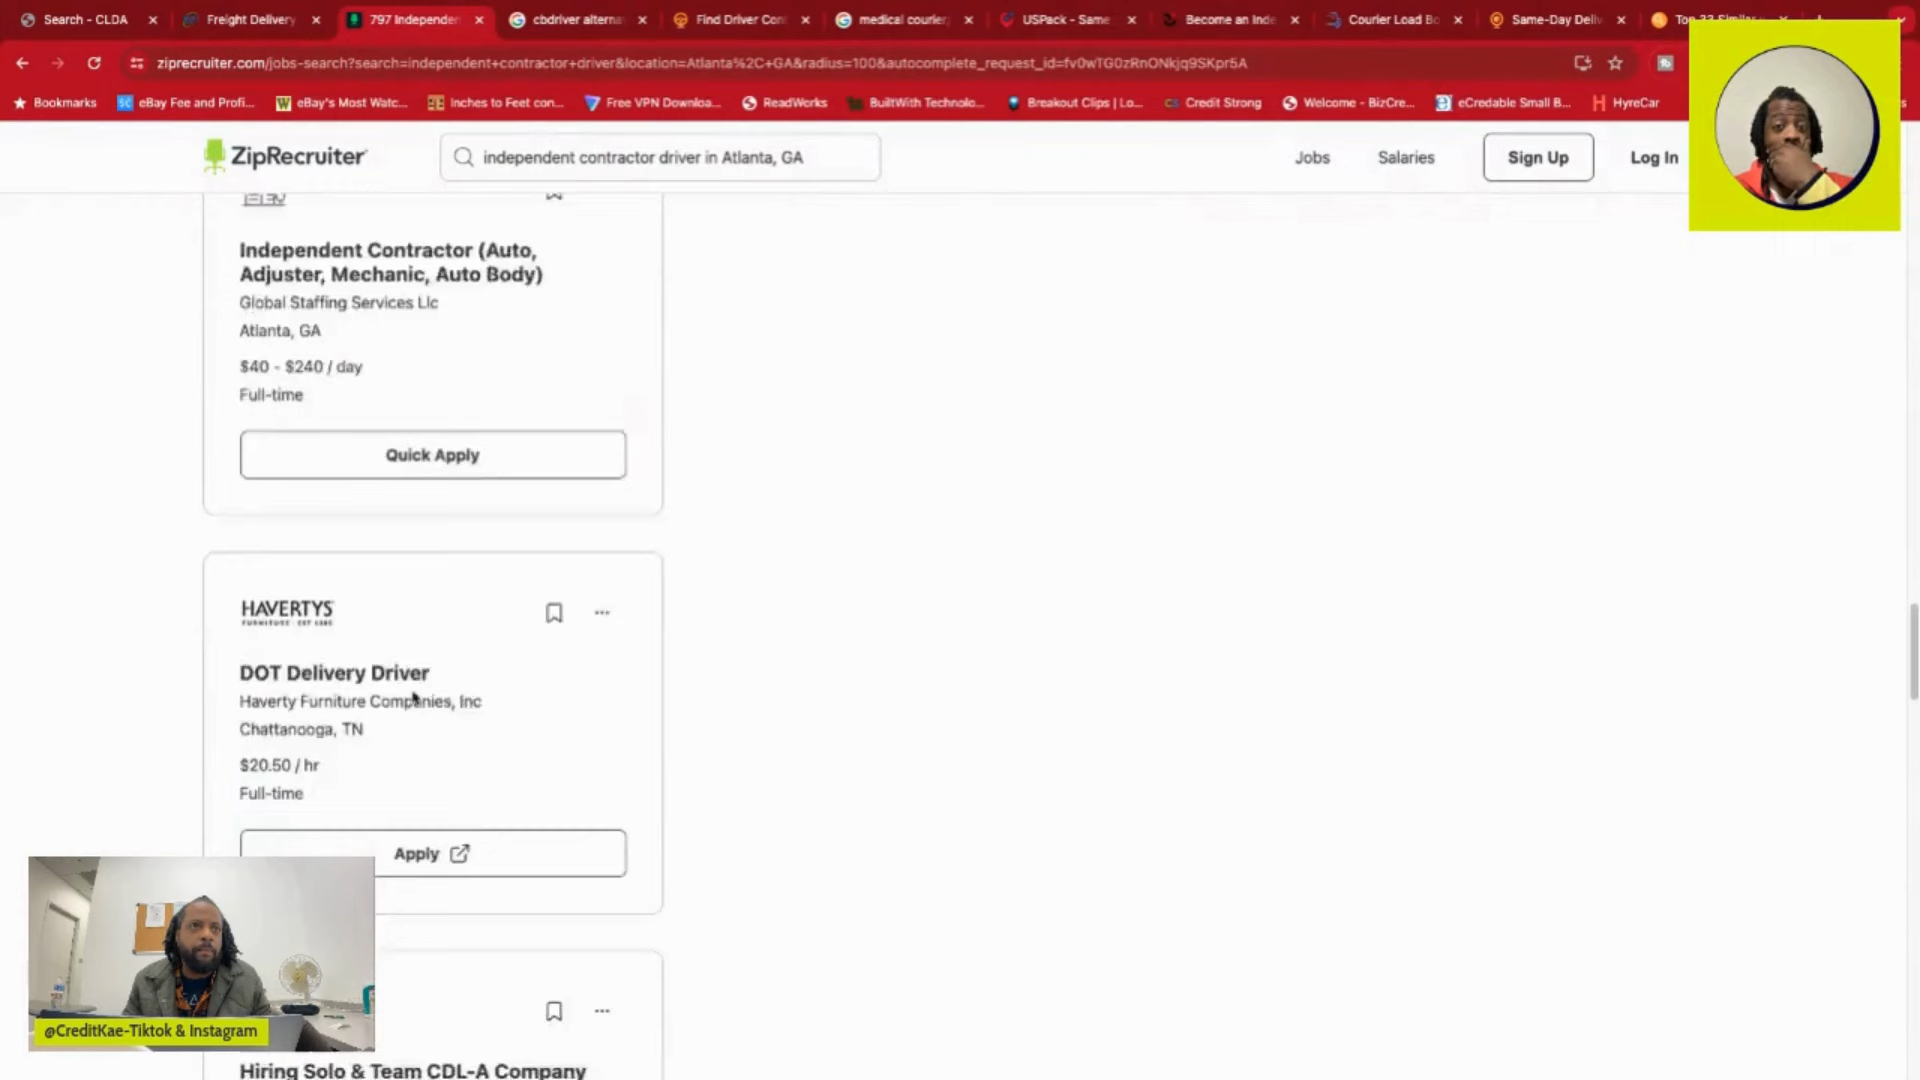 Search - CLDA
Freight Delivery
797 Independen
cbdriver alterna
Find Driver Con
medical courier
USPack - Same
Become an Inde
Courier Load Bo
Same-Day Deliv
ziprecruiter.com/jobs-search?search=independent+contractor+driver&location=Atlanta%2C+GA&radius=100&autocomplete_request_id=fv0wTG0zRnONkjq9SKpr5A
Bookmarks
eBay Fee and Profi...
eBay's Most Watc...
Inches to Feet con...
Free VPN Downloa...
ReadWorks
BuiltWith Technolo...
Breakout Clips | Lo...
Credit Strong
Welcome - BizCre...
eCredable Small B...
HyreCar
ZipRecruiter
independent contractor driver in Atlanta, GA
Jobs
Salaries
Sign Up
Log In
Independent Contractor (Auto,
Adjuster, Mechanic, Auto Body)
Global Staffing Services Llc
Atlanta, GA
$40 - $240 / day
Full-time
Quick Apply
HAVERTYS
DOT Delivery Driver
Haverty Furniture Companies, Inc
Chattanooga, TN
$20.50 / hr
Full-time
Apply
@CreditKae-Tiktok & Instagram
Hiring Solo & Team CDL-A Company